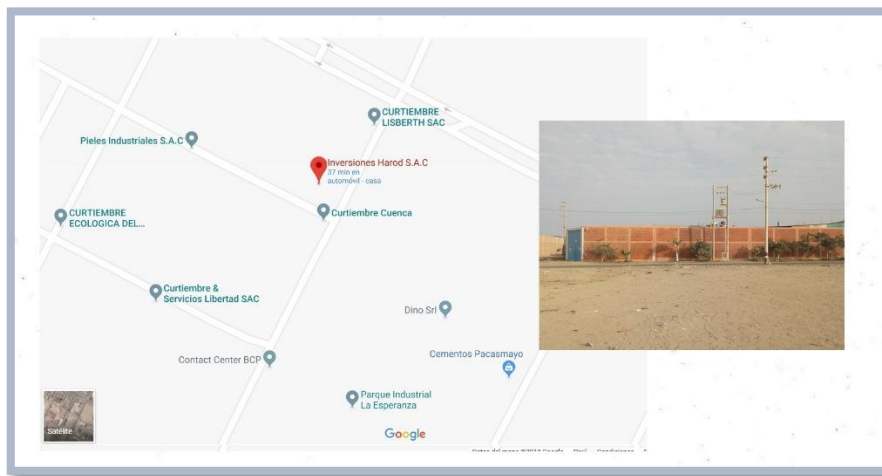 CURTIEMBRE
LISBERTH SAC
Pieles Industriales S.A.C
Inversiones Harod S.A.C
37 min en
automóvil - casa
CURTIEMBRE
ECOLOGICA DEL...
Curtiembre Cuenca
Curtiembre &
Servicios Libertad SAC
Dino Srl
Contact Center BCP
Cementos Pacasmayo
Parque Industrial
La Esperanza
Satélite
Google